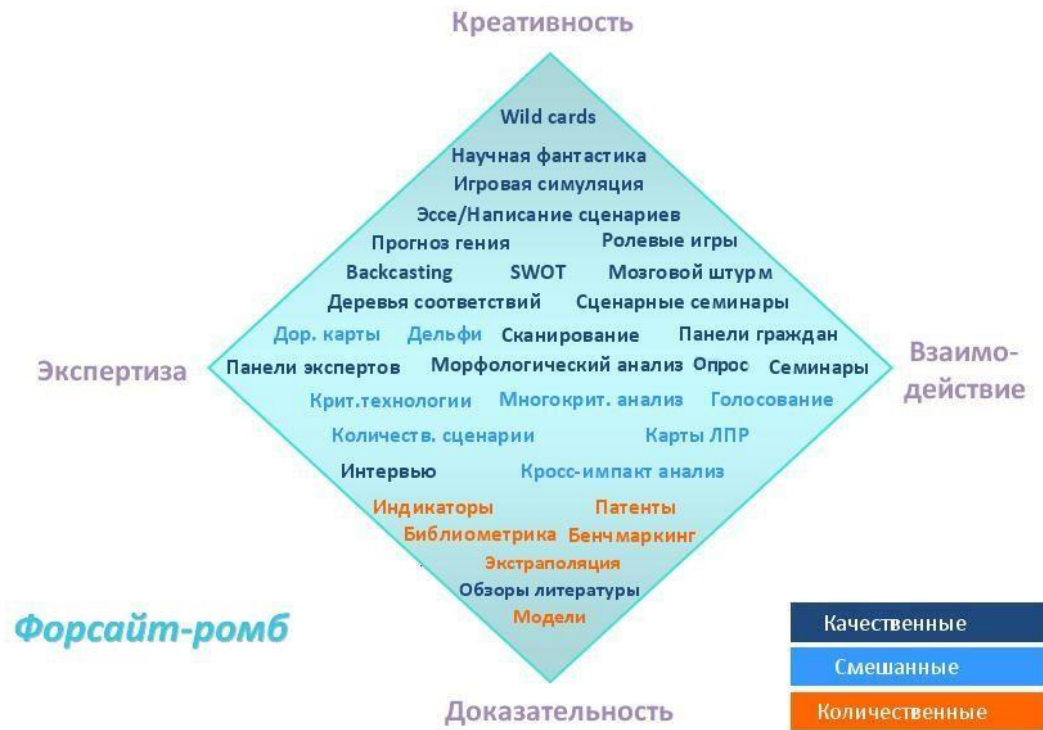 Креативность
Wild cards
Научная фантастика
Игровая симуляция
Эссе/Написание сценариев
Прогноз гения Ролевые игры
Backcasting SWOT Мозговой штурм
Деревья соответствий Сценарные семинары
Дор. карты Дельфи Сканирование Панели граждан
Экспертиза Панели экспертов Морфологический анализ Опрос Семинары Взаимо-
действие
Крит.технологии Многокрит. анализ Голосование
Количеств. сценарии Карты ЛПР
Интервью Кросс-импакт анализ
Индикаторы Патенты
Библиометрика Бенчмаркинг
Экстраполяция
Обзоры литературы
Модели
Форсайт-ромб
Качественные
Смешанные
Количественные
Доказательность